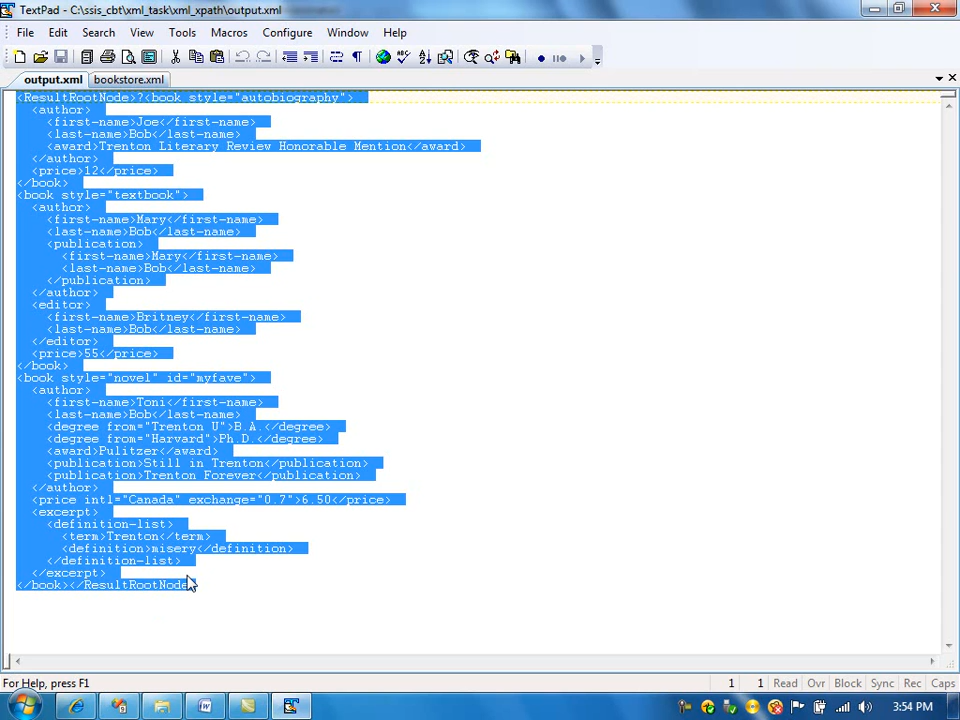 TextPad - C:\ssis_cbt\xml_task\xml_xpath\output.xml
File Edit Search View Tools Macros Configure Window Help
output.xml bookstore.xml
<ResultRootNode>?<book style="autobiography">
<author>
<first-name>Joe</first-name>
<last-name>Bob</last-name>
<award>Trenton Literary Review Honorable Mention</award>
</author>
<price>12</price>
</book>
<book style="textbook">
<author>
<first-name>Mary</first-name>
<last-name>Bob</last-name>
<publication>
<first-name>Mary</first-name>
<last-name>Bob</last-name>
</publication>
</author>
<editor>
<first-name>Britney</first-name>
<last-name>Bob</last-name>
</editor>
<price>55</price>
</book>
<book style="novel" id="myfave">
<author>
<first-name>Toni</first-name>
<last-name>Bob</last-name>
<degree from="Trenton U">B.A.</degree>
<degree from="Harvard">Ph.D.</degree>
<award>Pulitzer</award>
<publication>Still in Trenton</publication>
<publication>Trenton Forever</publication>
</author>
<price intl="Canada" exchange="0.7">6.50</price>
<excerpt>
<definition-list>
<term>Trenton</term>
<definition>misery</definition>
</definition-list>
</excerpt>
</book></ResultRootNode
For Help, press F1 1 1 Read Ovr Block Sync Rec Caps
3:54 PM